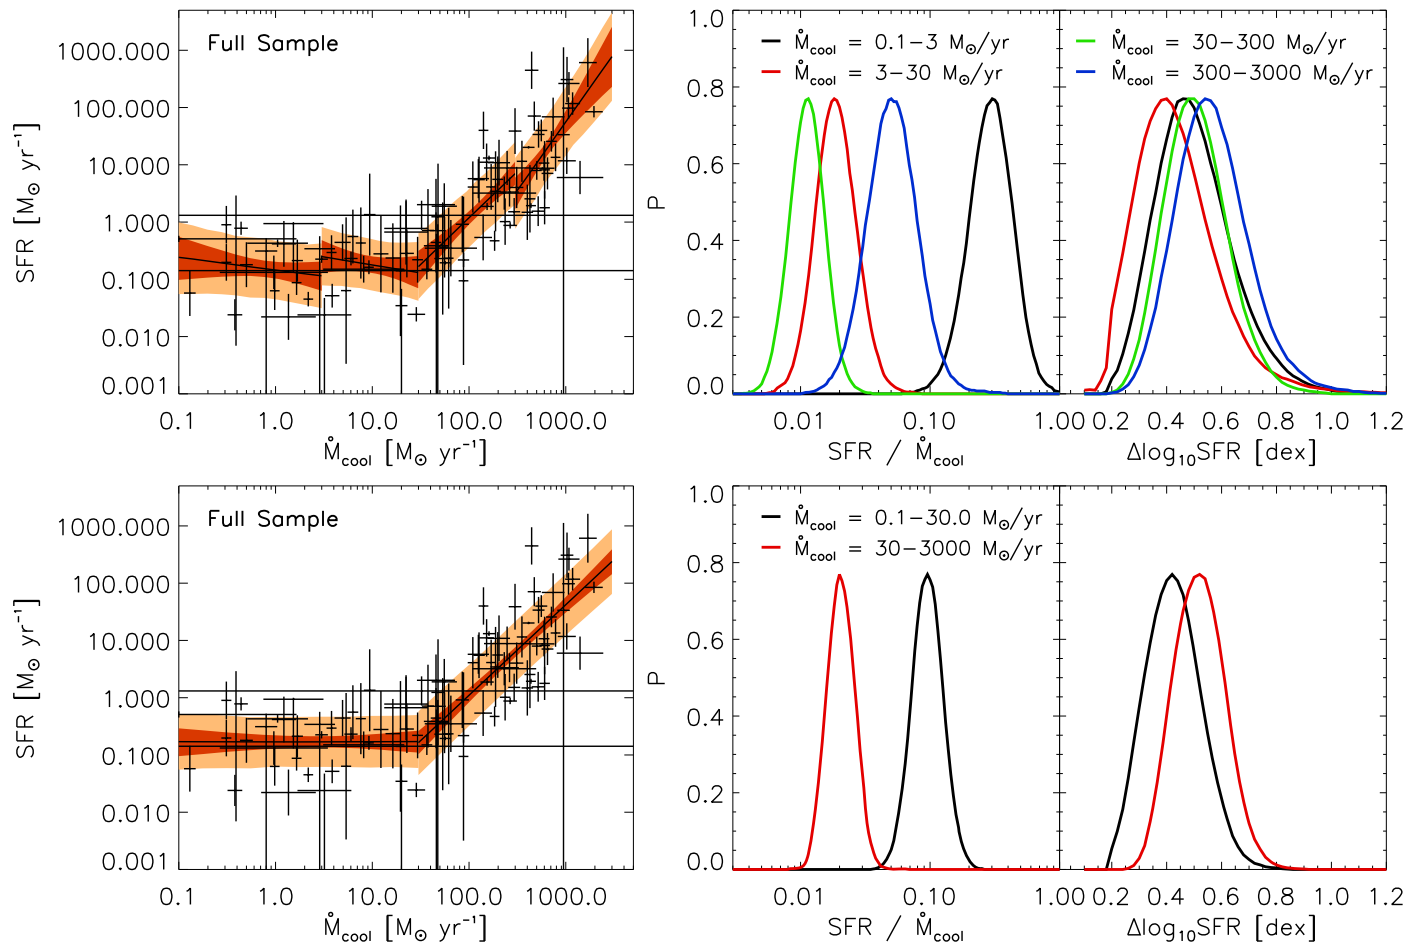 Full Sample
1000.000
100.000
10.000
1.000
0.100
0.010
0.001
SFR [M⊙ yr⁻¹]
0.1 1.0 10.0 100.0 1000.0
Ṁcool [M⊙ yr⁻¹]
Ṁcool = 0.1–3 M⊙/yr
Ṁcool = 3–30 M⊙/yr
1.0
0.8
0.6
0.4
0.2
0.0
P
0.01 0.10 1.00
SFR / Ṁcool
Ṁcool = 30–300 M⊙/yr
Ṁcool = 300–3000 M⊙/yr
0.2 0.4 0.6 0.8 1.0 1.2
Δlog₁₀SFR [dex]
Full Sample
1000.000
100.000
10.000
1.000
0.100
0.010
0.001
SFR [M⊙ yr⁻¹]
0.1 1.0 10.0 100.0 1000.0
Ṁcool [M⊙ yr⁻¹]
Ṁcool = 0.1–30.0 M⊙/yr
Ṁcool = 30–3000 M⊙/yr
1.0
0.8
0.6
0.4
0.2
0.0
P
0.01 0.10 1.00
SFR / Ṁcool
0.2 0.4 0.6 0.8 1.0 1.2
Δlog₁₀SFR [dex]